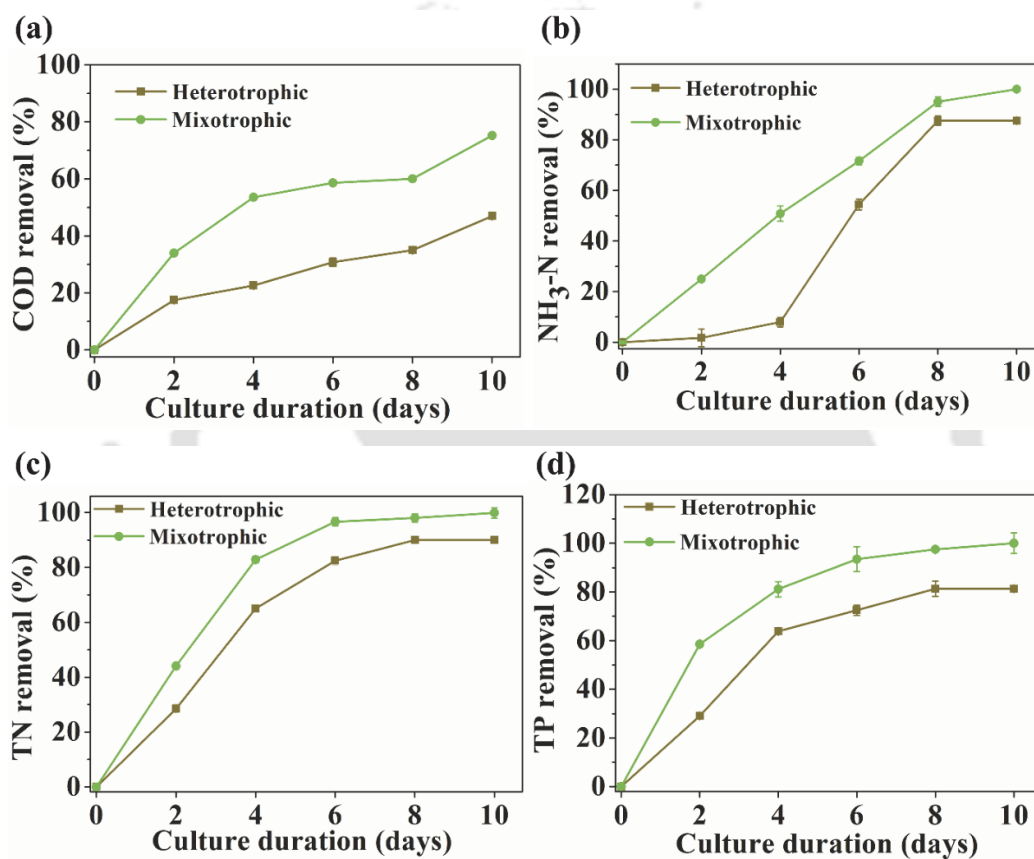 (a)
100
80
60
40
20
0
COD removal (%)
Heterotrophic
Mixotrophic
0 2 4 6 8 10
Culture duration (days)
(b)
100
80
60
40
20
0
NH3-N removal (%)
Heterotrophic
Mixotrophic
0 2 4 6 8 10
Culture duration (days)
(c)
100
80
60
40
20
0
TN removal (%)
Heterotrophic
Mixotrophic
0 2 4 6 8 10
Culture duration (days)
(d)
120
100
80
60
40
20
0
TP removal (%)
Heterotrophic
Mixotrophic
0 2 4 6 8 10
Culture duration (days)